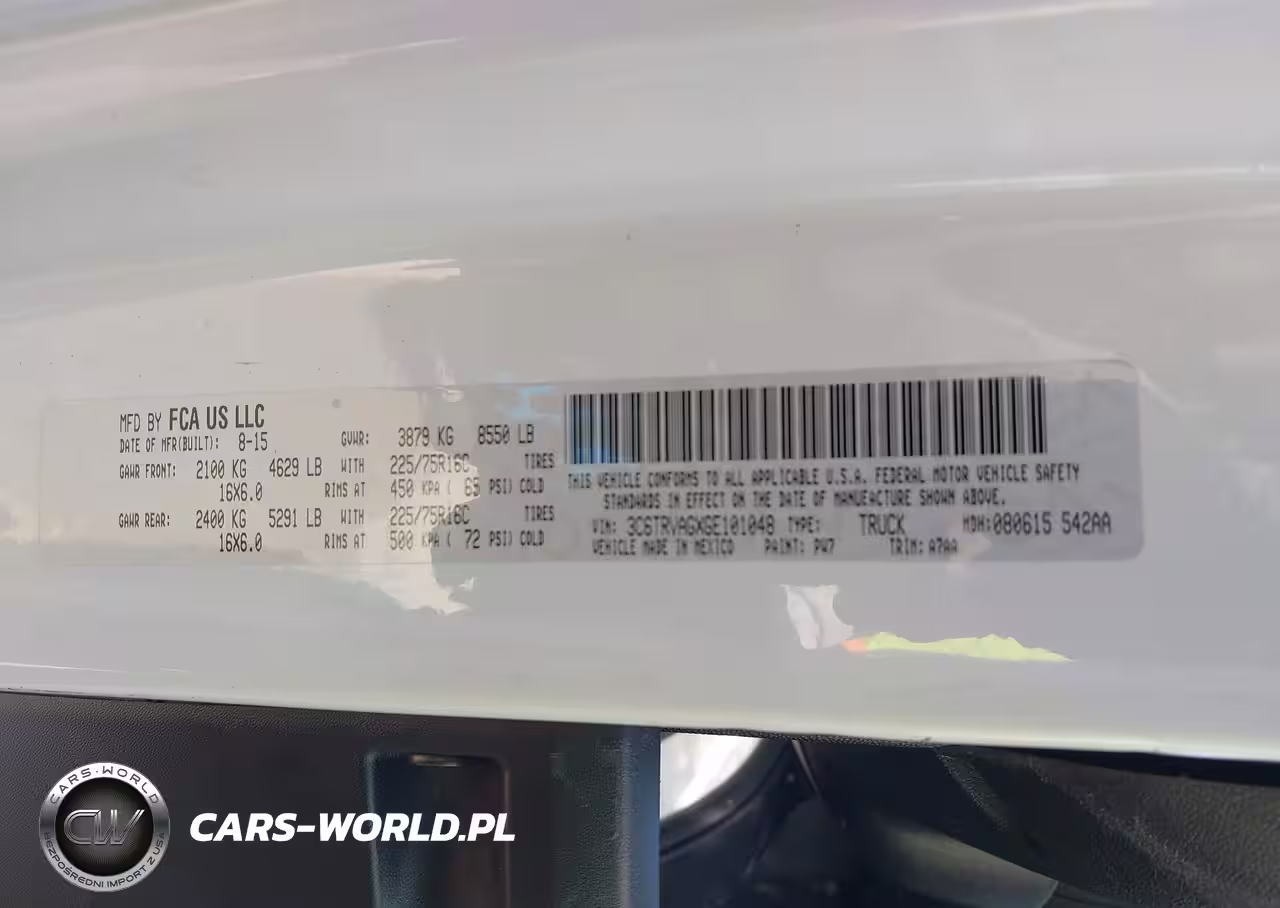 MFD BY FCA US LLC
DATE OF MFR(BUILT): 8-15 GVWR: 3879 KG 8550 LB
GAWR FRONT: 2100 KG 4629 LB WITH 225/75R16C TIRES
16X6.0 RIMS AT 450 KPA ( 65 PSI) COLD
GAWR REAR: 2400 KG 5291 LB WITH 225/75R16C TIRES
16X6.0 RIMS AT 500 KPA ( 72 PSI) COLD
THIS VEHICLE CONFORMS TO ALL APPLICABLE U.S.A. FEDERAL MOTOR VEHICLE SAFETY
STANDARDS IN EFFECT ON THE DATE OF MANUFACTURE SHOWN ABOVE.
VIN: 3C6TRVAGXGE101048 TYPE: TRUCK MDH:080615 542AA
VEHICLE MADE IN MEXICO PAINT: PW7 TRIM: A7AA
CARS-WORLD
CW
BEZPOŚREDNI IMPORT Z USA
CARS-WORLD.PL